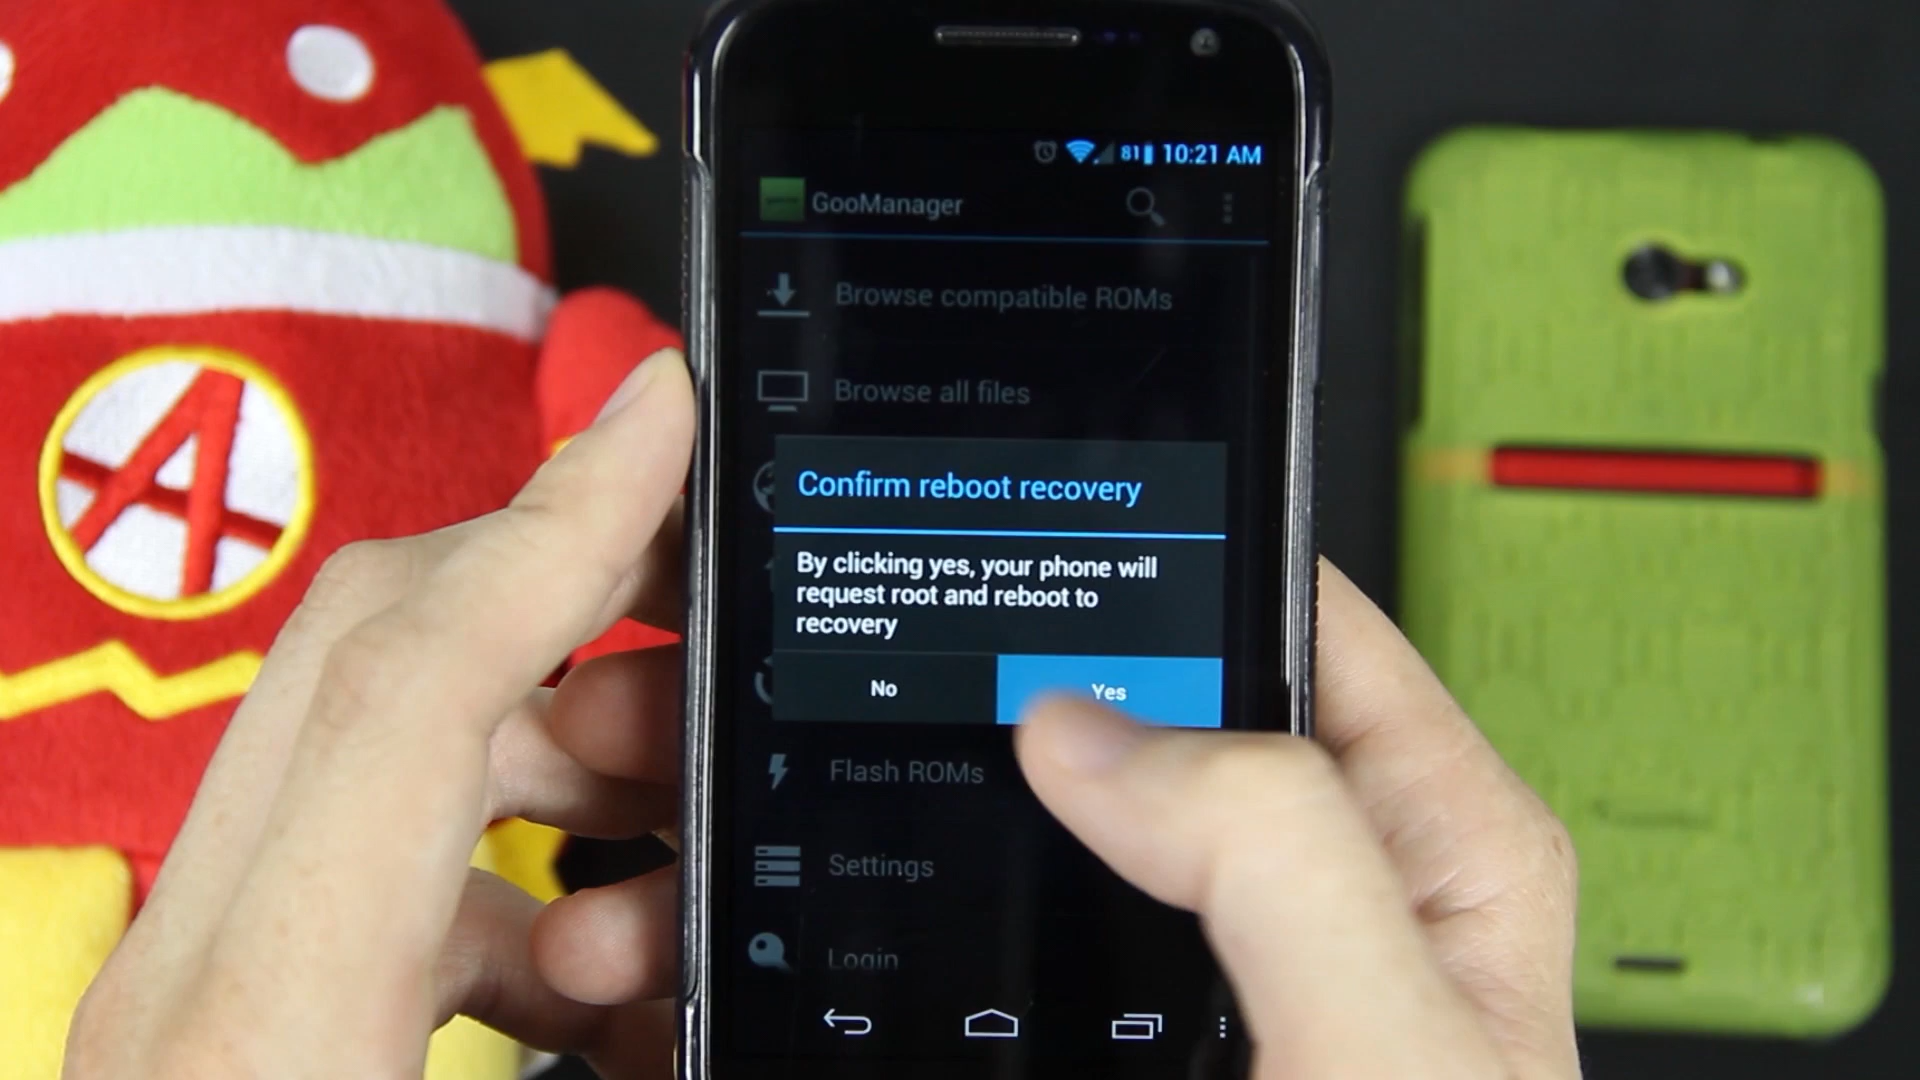 81 10:21 AM
GooManager
Browse compatible ROMs
Browse all files
Confirm reboot recovery
By clicking yes, your phone will
request root and reboot to
recovery
No Yes
Flash ROMs
Settings
Login
A